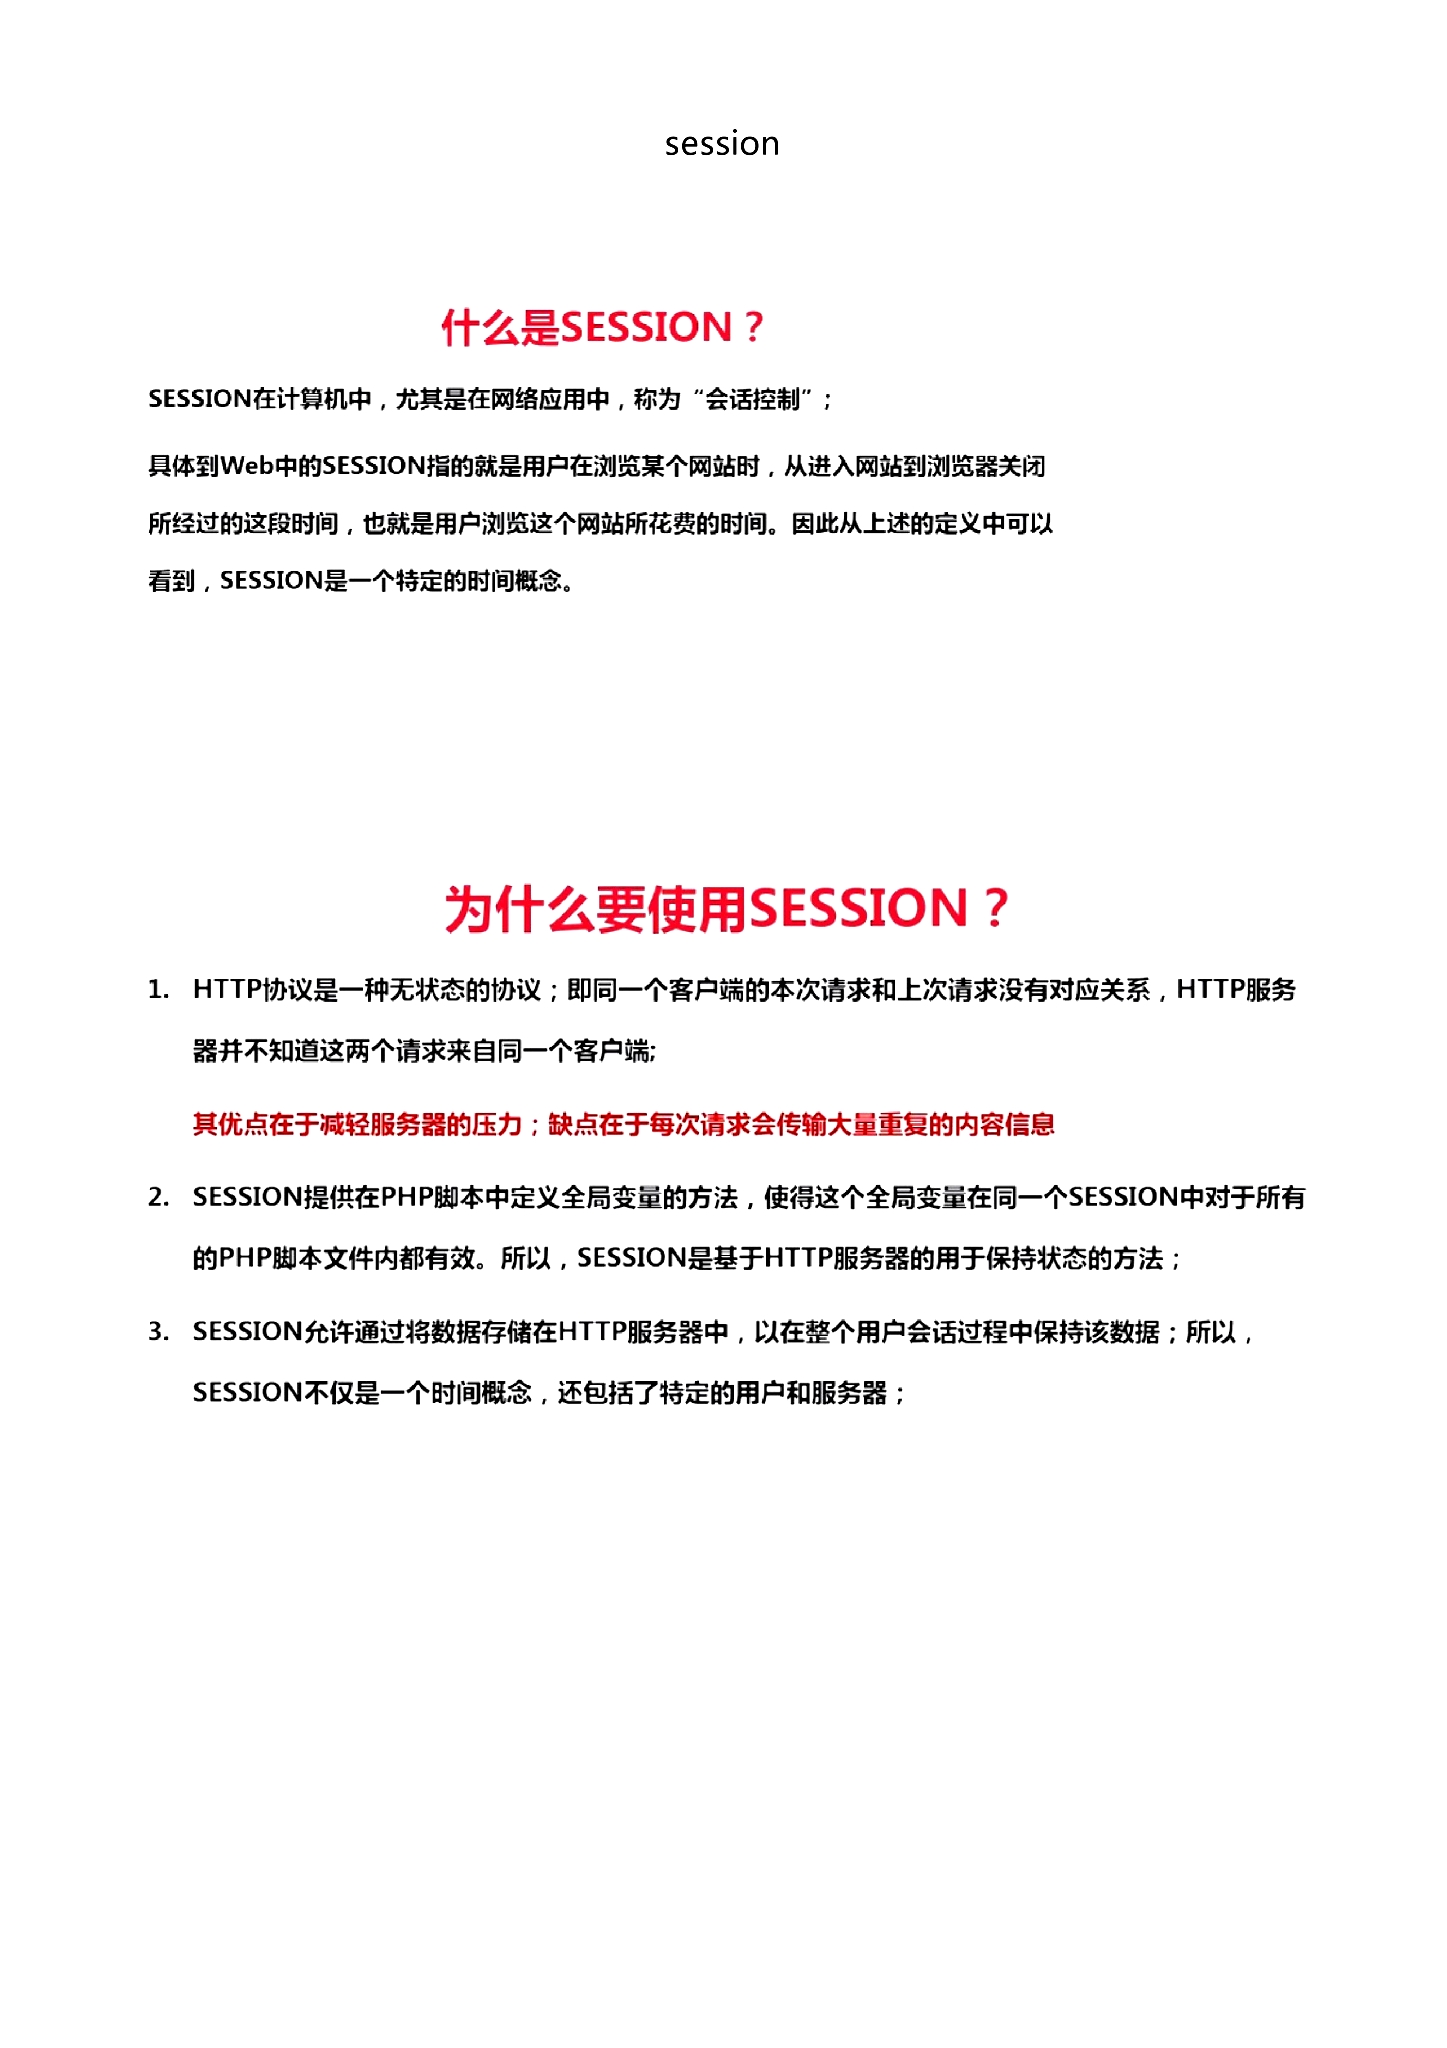 session
什么是SESSION？
SESSION在计算机中，尤其是在网络应用中，称为“会话控制”；
具体到Web中的SESSION指的就是用户在浏览某个网站时，从进入网站到浏览器关闭
所经过的这段时间，也就是用户浏览这个网站所花费的时间。因此从上述的定义中可以
看到，SESSION是一个特定的时间概念。
为什么要使用SESSION？
1. HTTP协议是一种无状态的协议；即同一个客户端的本次请求和上次请求没有对应关系，HTTP服务
器并不知道这两个请求来自同一个客户端;
其优点在于减轻服务器的压力；缺点在于每次请求会传输大量重复的内容信息
2. SESSION提供在PHP脚本中定义全局变量的方法，使得这个全局变量在同一个SESSION中对于所有
的PHP脚本文件内都有效。所以，SESSION是基于HTTP服务器的用于保持状态的方法；
3. SESSION允许通过将数据存储在HTTP服务器中，以在整个用户会话过程中保持该数据；所以，
SESSION不仅是一个时间概念，还包括了特定的用户和服务器；